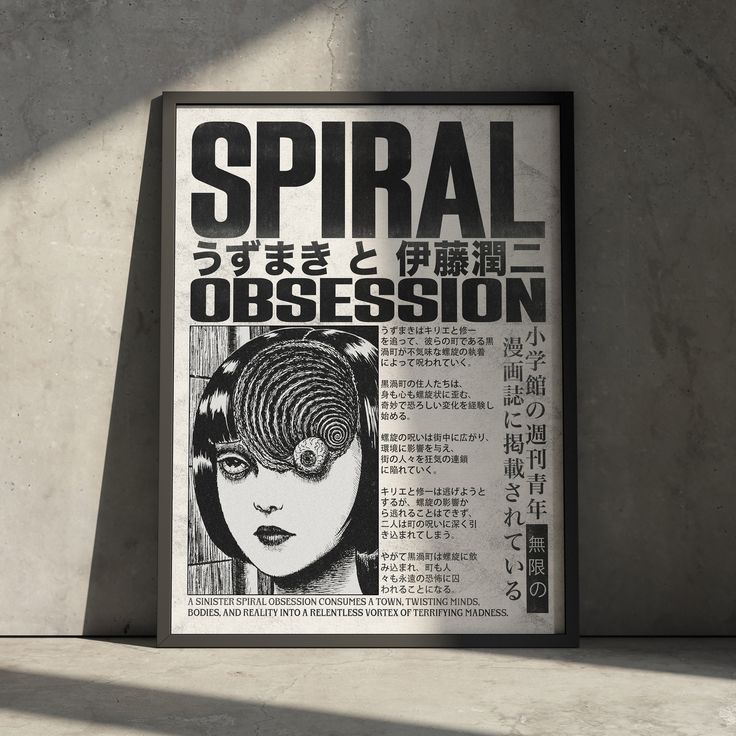 SPIRAL
うずまき と 伊藤潤二
OBSESSION
うずまきはキリエと修一
を追って、彼らの町である黒
渦町が不気味な螺旋の執着
によって呪われていく。
黒渦町の住人たちは、
身も心も螺旋状に歪む、
奇妙で恐ろしい変化を経験し
始める。
螺旋の呪いは街中に広がり、
環境に影響を与え、
街の人々を狂気の連鎖
に陥れていく。
キリエと修一は逃げようと
するが、螺旋の影響か
ら逃れることはできず、
二人は町の呪いに深く引
き込まれてしまう。
やがて黒渦町は螺旋に飲
み込まれ、町も人
々も永遠の恐怖に囚
われることになる。
小学館の週刊青年
漫画誌に掲載されている
無限の
A SINISTER SPIRAL OBSESSION CONSUMES A TOWN, TWISTING MINDS,
BODIES, AND REALITY INTO A RELENTLESS VORTEX OF TERRIFYING MADNESS.